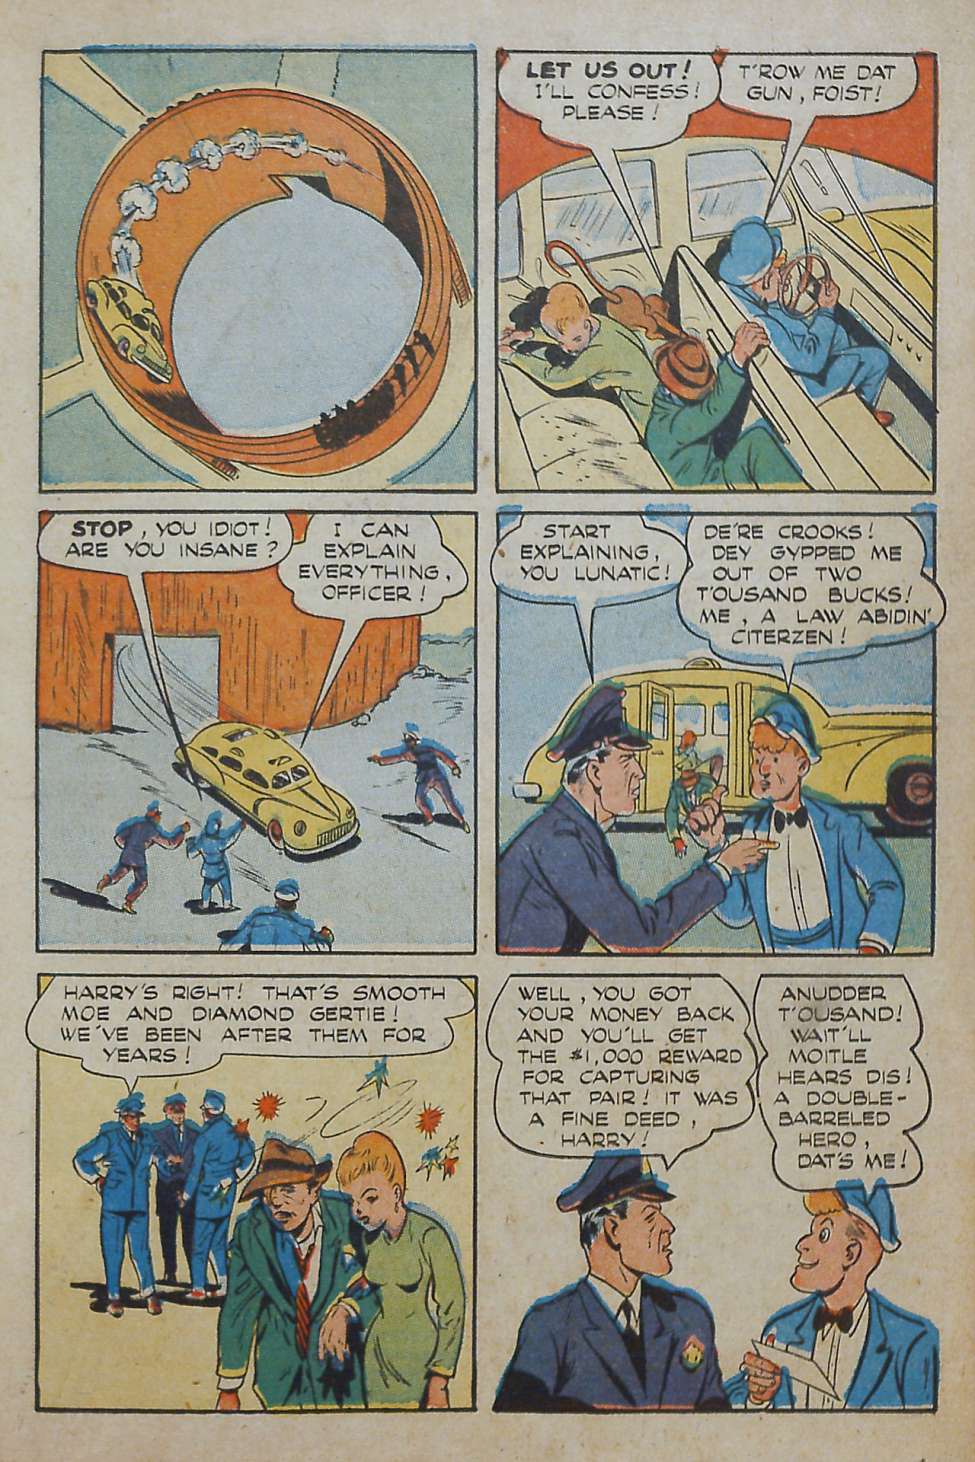 LET US OUT!
I'LL CONFESS!
PLEASE!
T'ROW ME DAT
GUN, FOIST!
STOP, YOU IDIOT!
ARE YOU INSANE?
I CAN
EXPLAIN
EVERYTHING,
OFFICER!
START
EXPLAINING,
YOU LUNATIC!
DE'RE CROOKS!
DEY GYPPED ME
OUT OF TWO
T'OUSAND BUCKS!
ME, A LAW ABIDIN'
CITERZEN!
HARRY'S RIGHT! THAT'S SMOOTH
MOE AND DIAMOND GERTIE!
WE'VE BEEN AFTER THEM FOR
YEARS!
WELL, YOU GOT
YOUR MONEY BACK
AND YOU'LL GET
THE $1,000 REWARD
FOR CAPTURING
THAT PAIR! IT WAS
A FINE DEED,
HARRY!
ANUDDER
T'OUSAND!
WAIT'LL
MOITLE
HEARS DIS!
A DOUBLE-
BARRELED
HERO,
DAT'S ME!